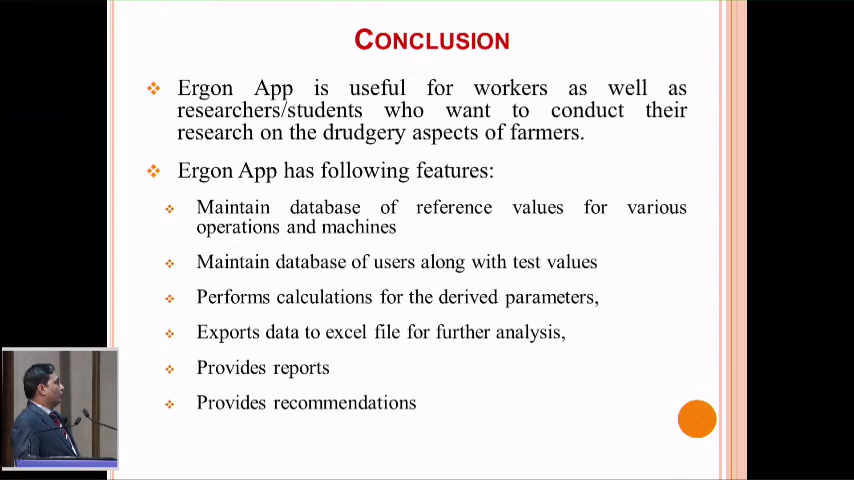 CONCLUSION
Ergon App is useful for workers as well as
researchers/students who want to conduct their
research on the drudgery aspects of farmers.
Ergon App has following features:
Maintain database of reference values for various
operations and machines
Maintain database of users along with test values
Performs calculations for the derived parameters,
Exports data to excel file for further analysis,
Provides reports
Provides recommendations